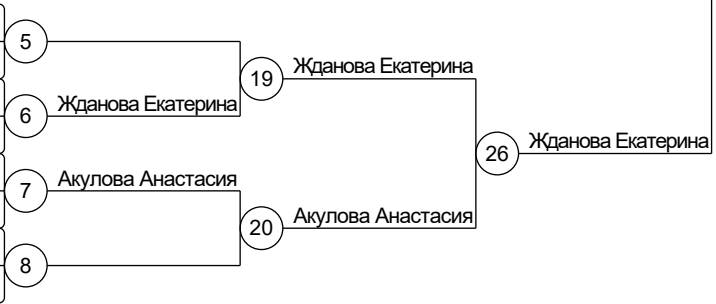 5
19 Жданова Екатерина
6 Жданова Екатерина
26 Жданова Екатерина
7 Акулова Анастасия
20 Акулова Анастасия
8